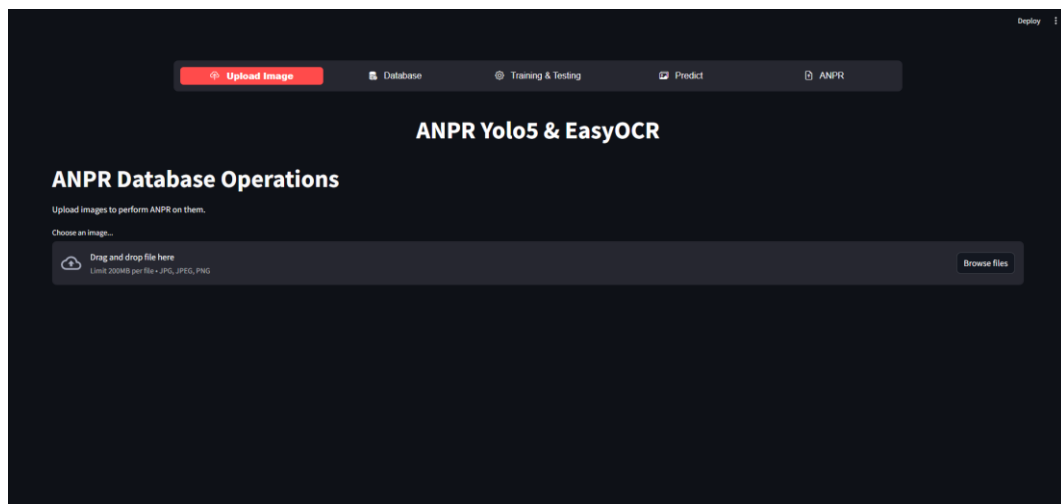 Deploy
Upload Image Database Training & Testing Predict ANPR
ANPR Yolo5 & EasyOCR
ANPR Database Operations
Upload images to perform ANPR on them.
Choose an image...
Drag and drop file here
Limit 200MB per file • JPG, JPEG, PNG
Browse files